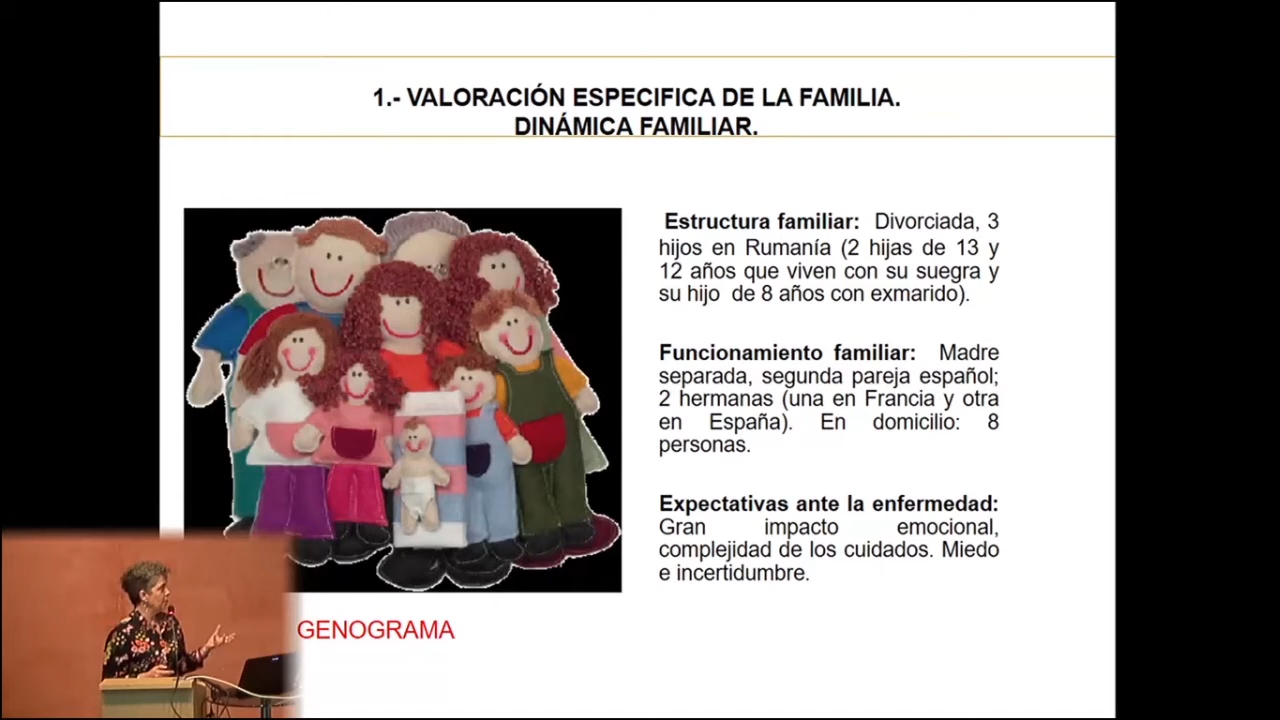 1.- VALORACIÓN ESPECIFICA DE LA FAMILIA.
DINÁMICA FAMILIAR.
Estructura familiar: Divorciada, 3
hijos en Rumanía (2 hijas de 13 y
12 años que viven con su suegra y
su hijo de 8 años con exmarido).
Funcionamiento familiar: Madre
separada, segunda pareja español;
2 hermanas (una en Francia y otra
en España). En domicilio: 8
personas.
Expectativas ante la enfermedad:
Gran impacto emocional,
complejidad de los cuidados. Miedo
e incertidumbre.
GENOGRAMA